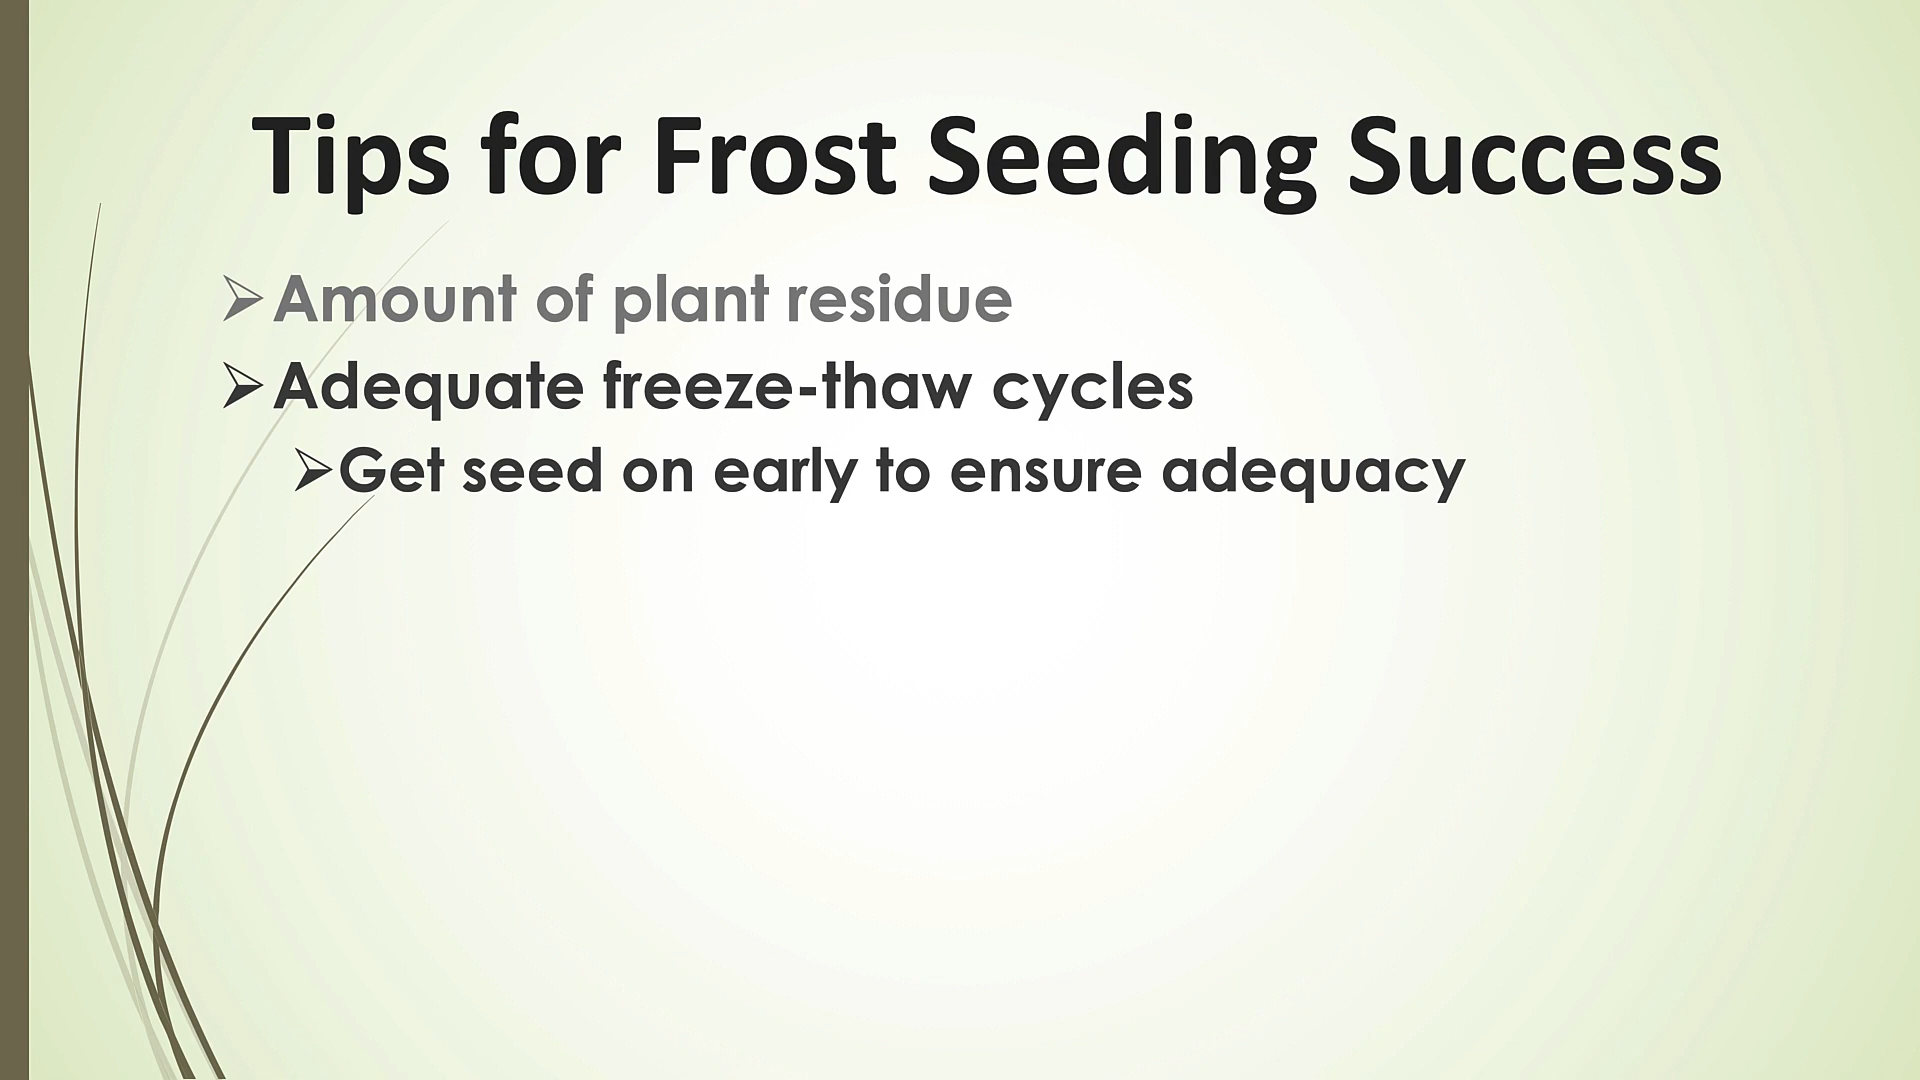 Tips for Frost Seeding Success
➢Amount of plant residue
➢Adequate freeze-thaw cycles
➢Get seed on early to ensure adequacy